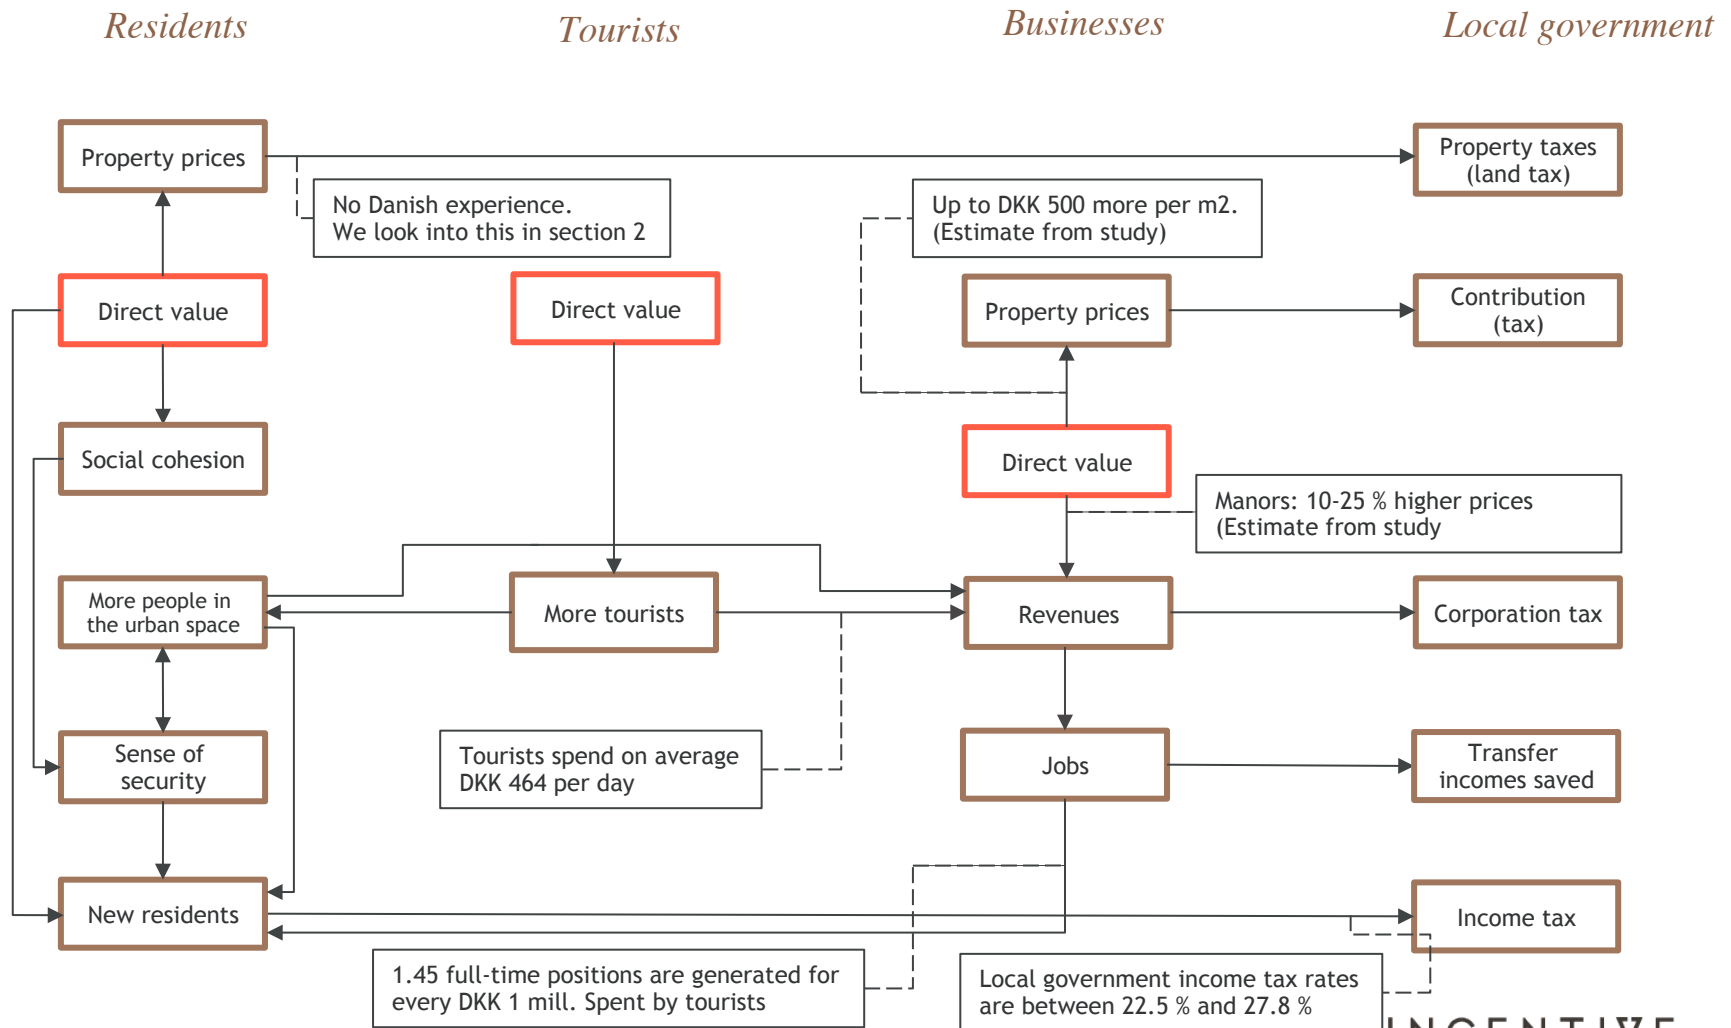 Residents
Tourists
Businesses
Local government
Property prices
Property taxes
(land tax)
No Danish experience.
We look into this in section 2
Up to DKK 500 more per m2.
(Estimate from study)
Direct value
Direct value
Property prices
Contribution
(tax)
Social cohesion
Direct value
Manors: 10-25 % higher prices
(Estimate from study
More people in
the urban space
More tourists
Revenues
Corporation tax
Sense of
security
Tourists spend on average
DKK 464 per day
Jobs
Transfer
incomes saved
New residents
Income tax
1.45 full-time positions are generated for
every DKK 1 mill. Spent by tourists
Local government income tax rates
are between 22.5 % and 27.8 %
INCENTIVE